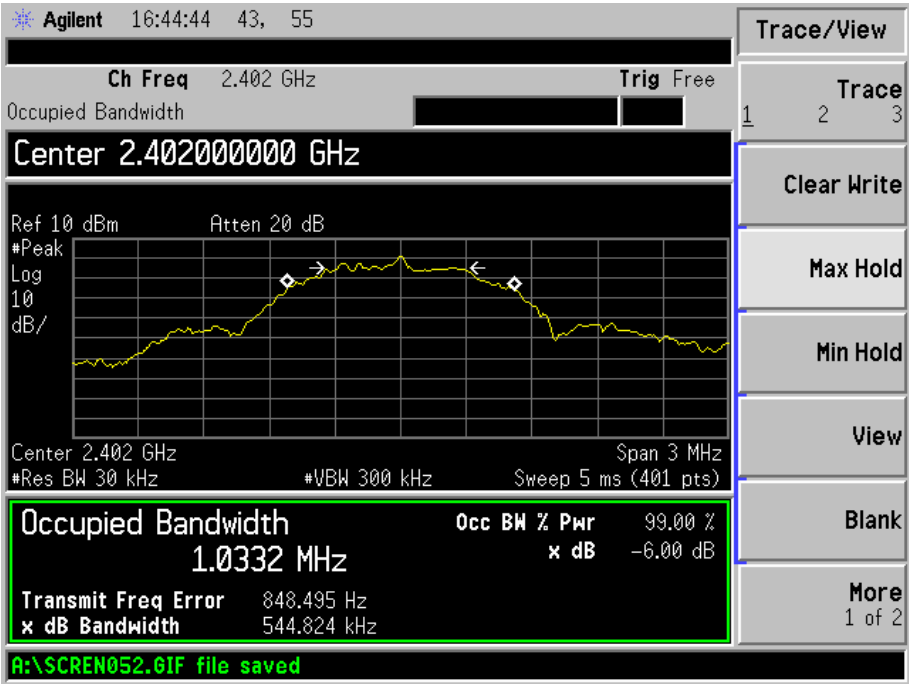 Agilent 16:44:44 43, 55
Trace/View
Ch Freq 2.402 GHz Trig Free
Occupied Bandwidth
Trace
1 2 3
Center 2.402000000 GHz
Clear Write
Ref 10 dBm Atten 20 dB
#Peak
Log
10
dB/
Max Hold
Min Hold
View
Center 2.402 GHz Span 3 MHz
#Res BW 30 kHz #VBW 300 kHz Sweep 5 ms (401 pts)
Occupied Bandwidth Occ BW % Pwr 99.00 %
1.0332 MHz x dB -6.00 dB
Blank
Transmit Freq Error 848.495 Hz
x dB Bandwidth 544.824 kHz
More
1 of 2
A:\SCREN052.GIF file saved